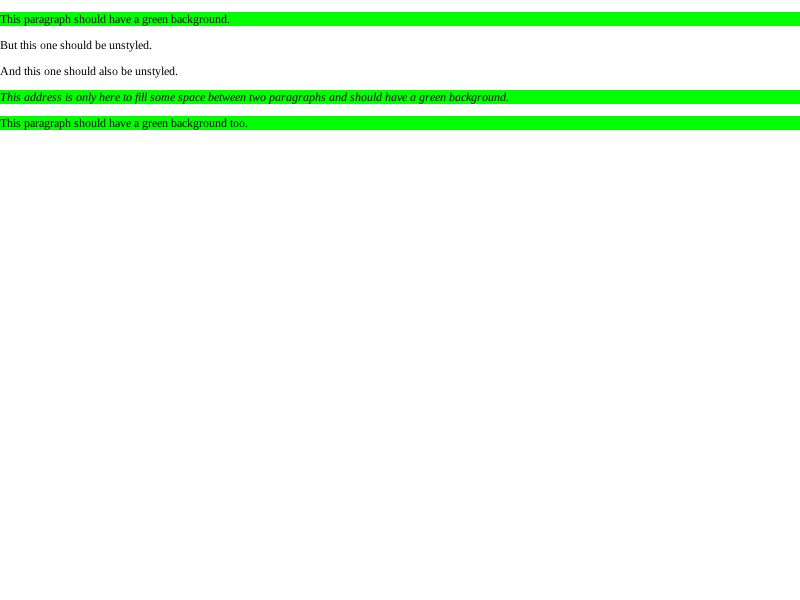 This paragraph should have a green background.
But this one should be unstyled.
And this one should also be unstyled.
This address is only here to fill some space between two paragraphs and should have a green background.
This paragraph should have a green background too.